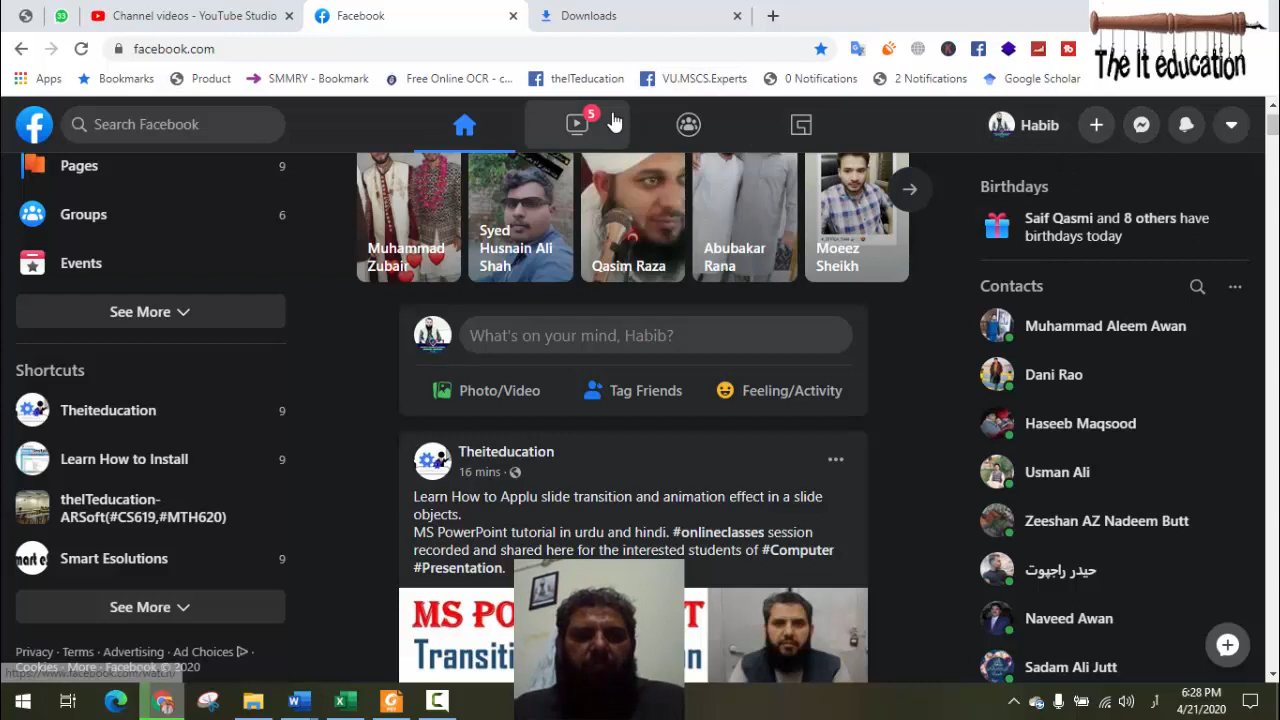 33
Channel videos - YouTube Studio
Facebook
Downloads
facebook.com
Apps
Bookmarks
Product
SMMRY - Bookmark
Free Online OCR - c...
theITeducation
VU.MSCS.Experts
0 Notifications
2 Notifications
Google Scholar
The It education
Search Facebook
5
Habib
Pages 9
Groups 6
Events
See More
Shortcuts
Theiteducation 9
Learn How to Install 9
theITeducation-
ARSoft(#CS619,#MTH620)
Smart Esolutions 9
See More
Privacy · Terms · Advertising · Ad Choices ·
Cookies · More · Facebook © 2020
https://www.facebook.com/watch/
Muhammad
Zubair
Syed
Husnain Ali
Shah
Qasim Raza
Abubakar
Rana
Moeez
Sheikh
What's on your mind, Habib?
Photo/Video
Tag Friends
Feeling/Activity
Theiteducation
16 mins ·
Learn How to Applu slide transition and animation effect in a slide
objects.
MS PowerPoint tutorial in urdu and hindi. #onlineclasses session
recorded and shared here for the interested students of #Computer
#Presentation.
MS PO
Transiti
Birthdays
Saif Qasmi and 8 others have
birthdays today
Contacts
Muhammad Aleem Awan
Dani Rao
Haseeb Maqsood
Usman Ali
Zeeshan AZ Nadeem Butt
حیدر راجپوت
Naveed Awan
Sadam Ali Jutt
6:28 PM
4/21/2020